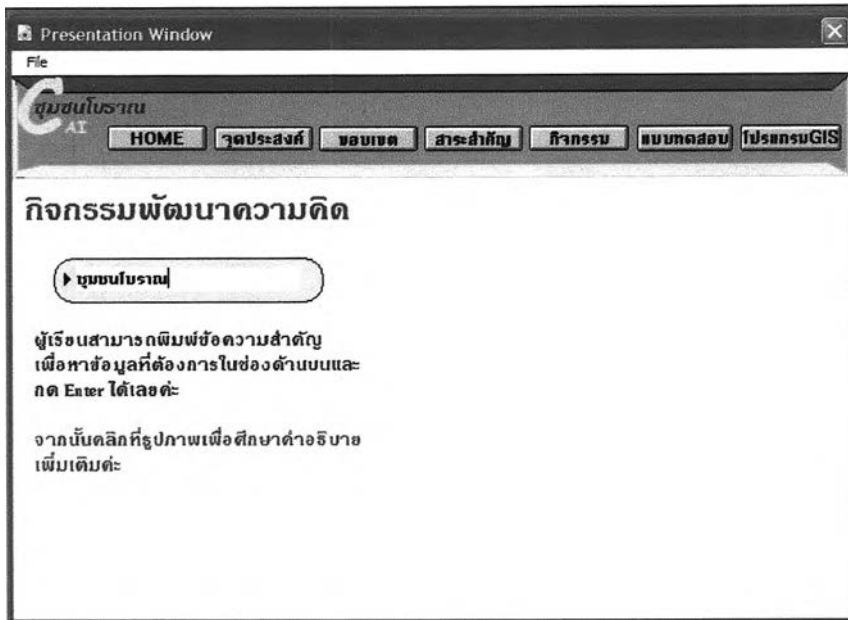 Presentation Window
File
ชุมชนโบราณ
CAI
HOME จุดประสงค์ ขอบเขต สาระสำคัญ กิจกรรม แบบทดสอบ โปรแกรมGIS
กิจกรรมพัฒนาความคิด
ชุมชนโบราณ
ผู้เรียนสามารถพิมพ์ข้อความสำคัญ
เพื่อหาข้อมูลที่ต้องการในช่องด้านบนและ
กด Enter ได้เลยค่ะ
จากนั้นคลิกที่รูปภาพเพื่อศึกษาคำอธิบาย
เพิ่มเติมค่ะ